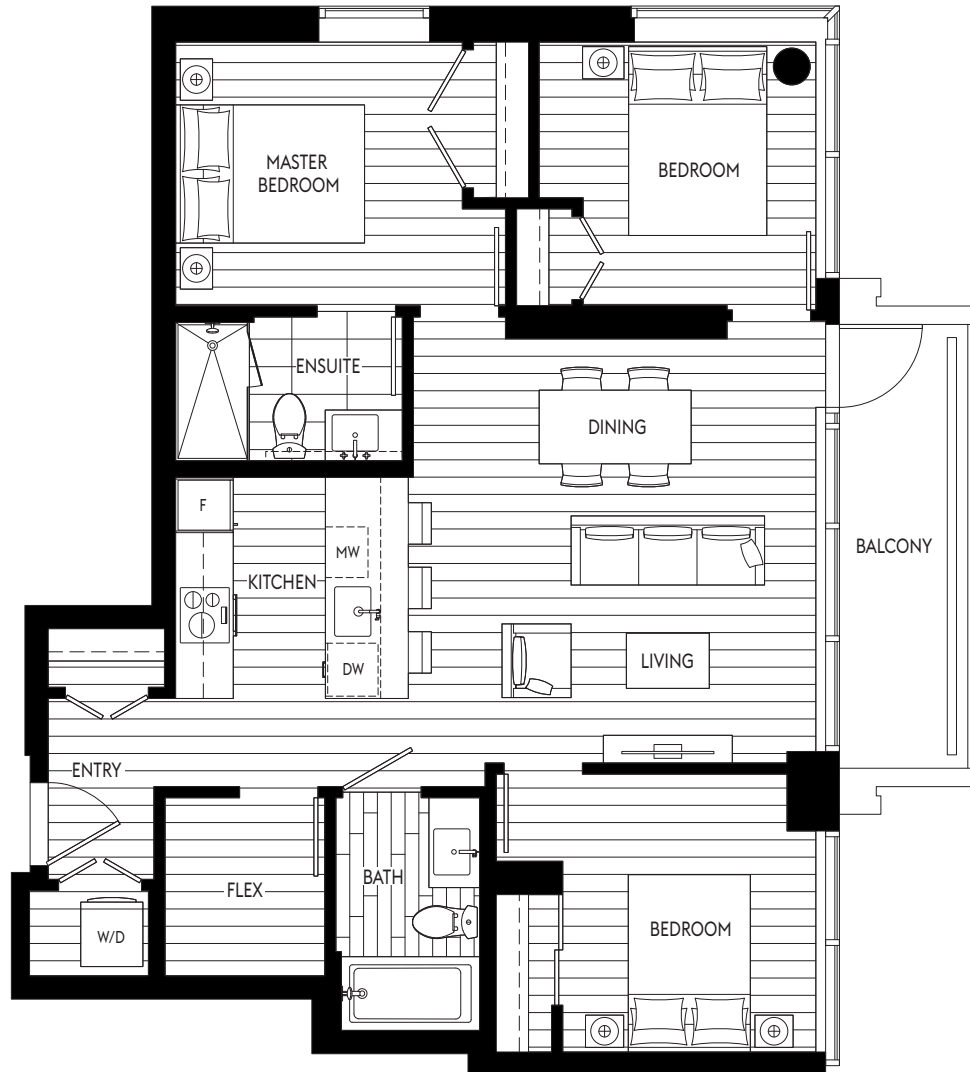 MASTER
BEDROOM
BEDROOM
ENSUITE
DINING
F
MW
KITCHEN
DW
BALCONY
LIVING
ENTRY
BATH
FLEX
W/D
BEDROOM